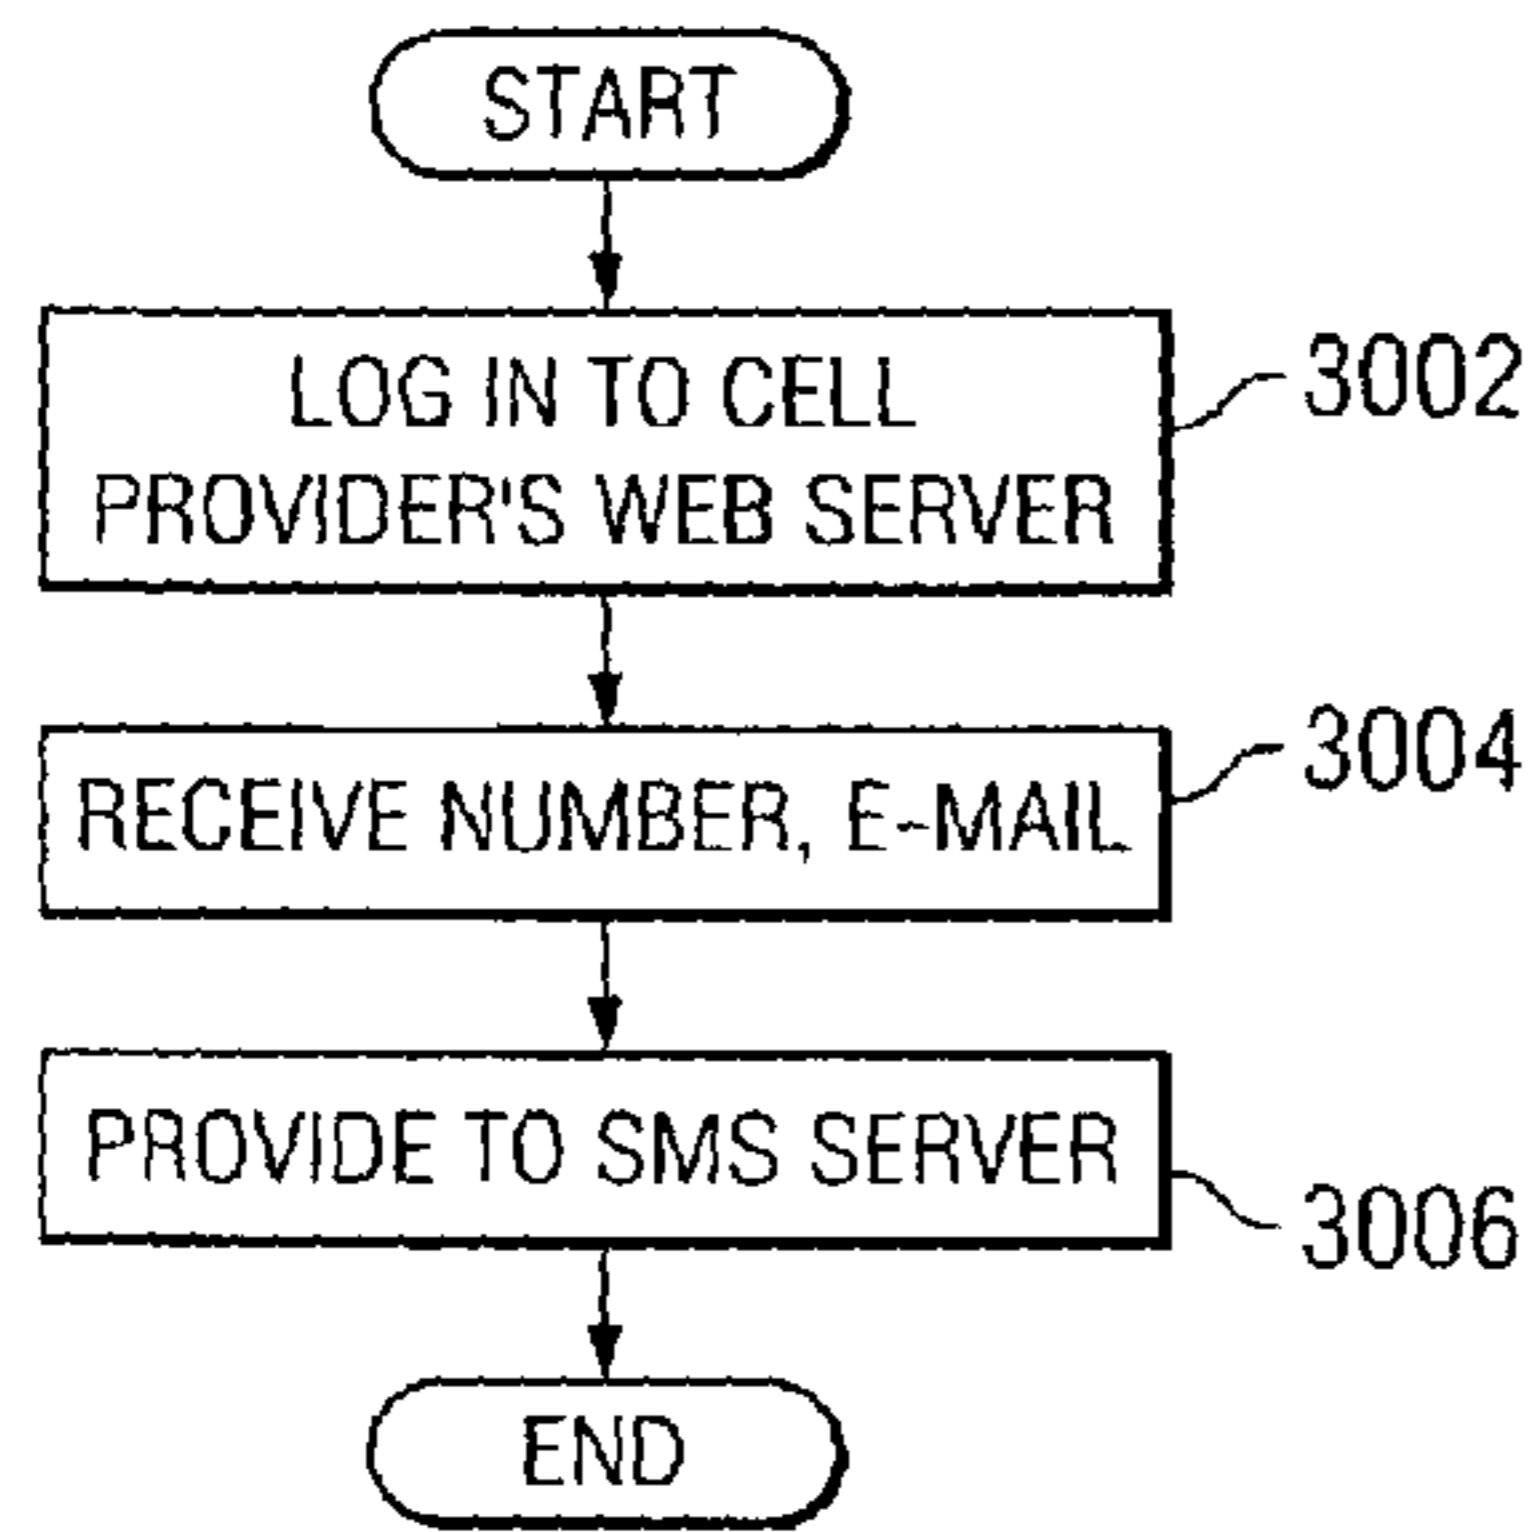 START
LOG IN TO CELL
PROVIDER'S WEB SERVER
3002
RECEIVE NUMBER, E-MAIL
3004
PROVIDE TO SMS SERVER
3006
END